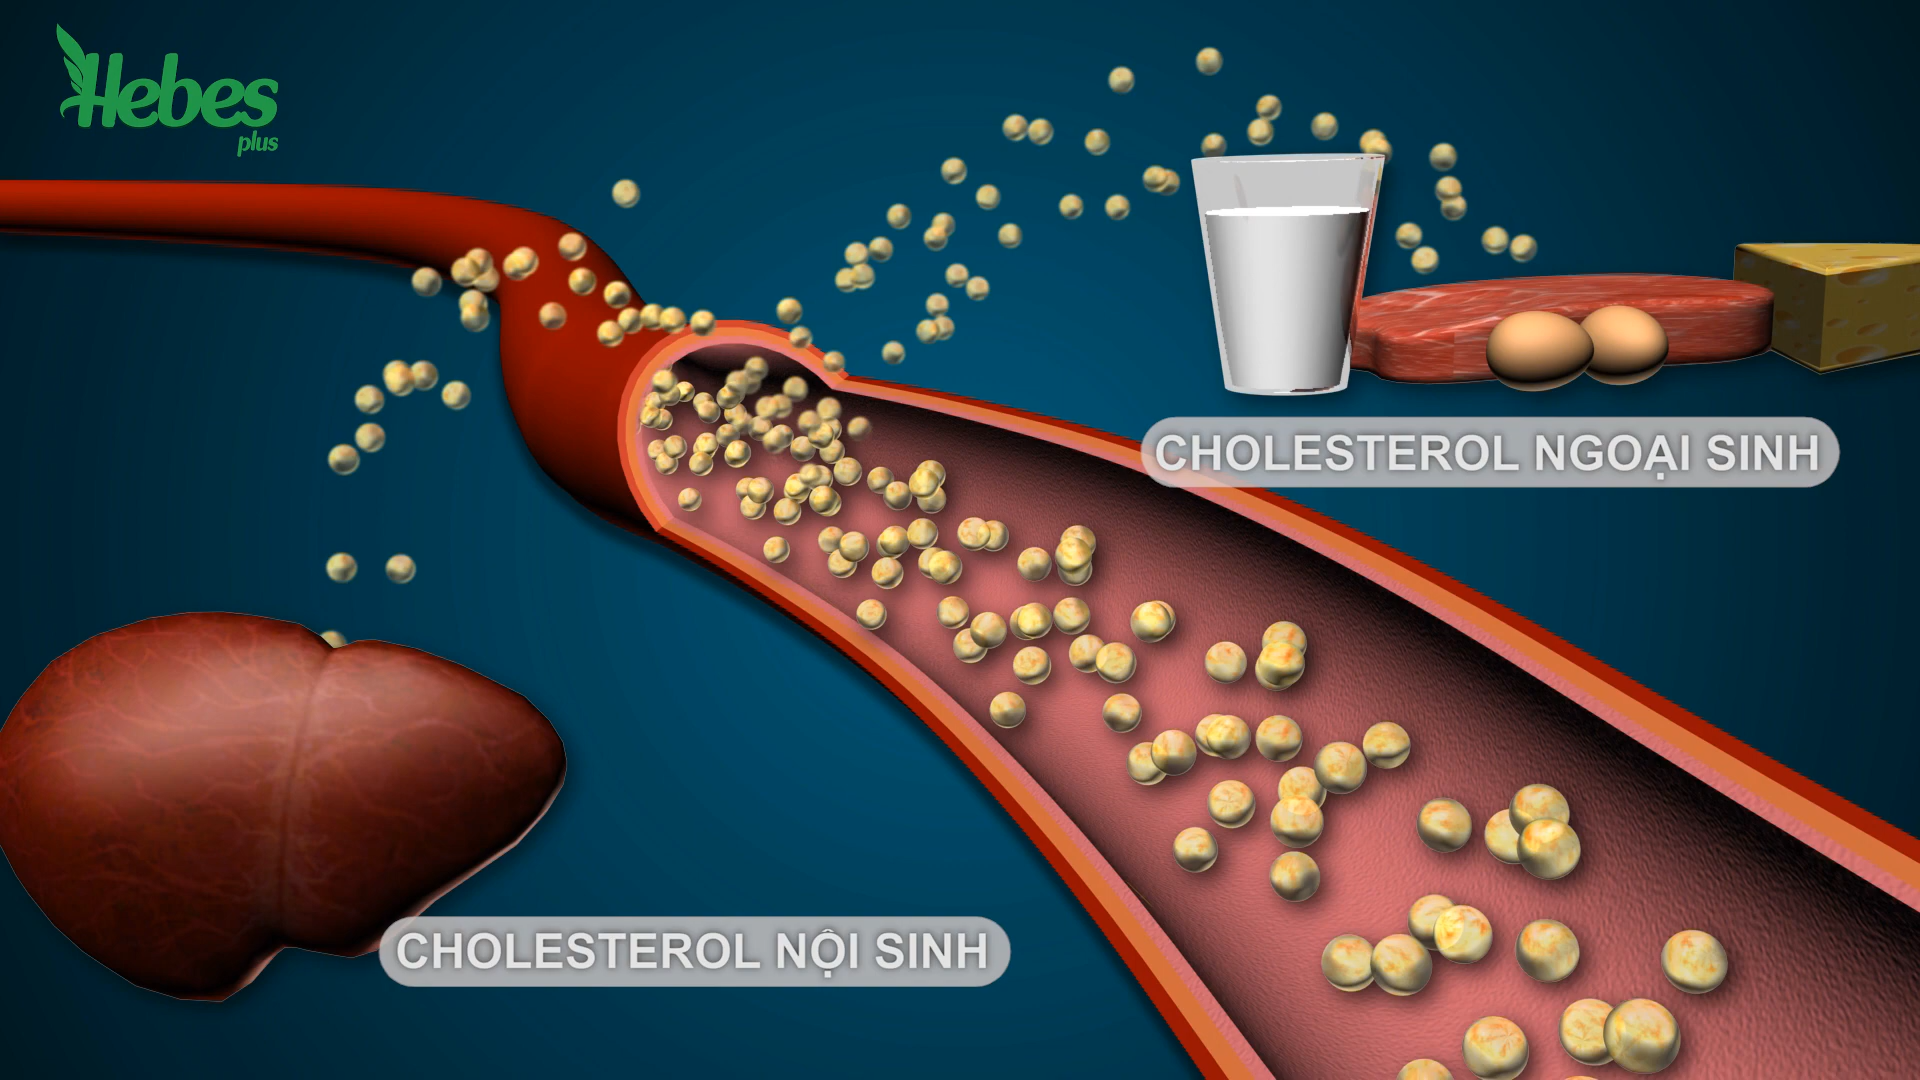 Hebes
plus
CHOLESTEROL NGOẠI SINH
CHOLESTEROL NỘI SINH